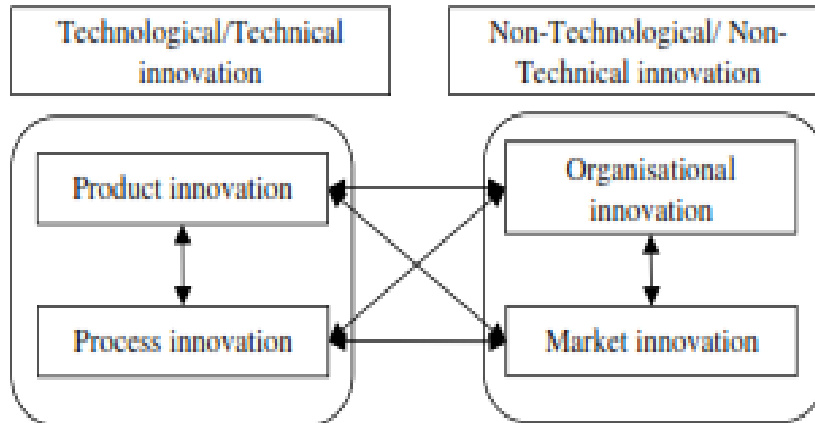 Technological/Technical
innovation
Non-Technological/ Non-
Technical innovation
Product innovation
Organisational
innovation
Process innovation
Market innovation